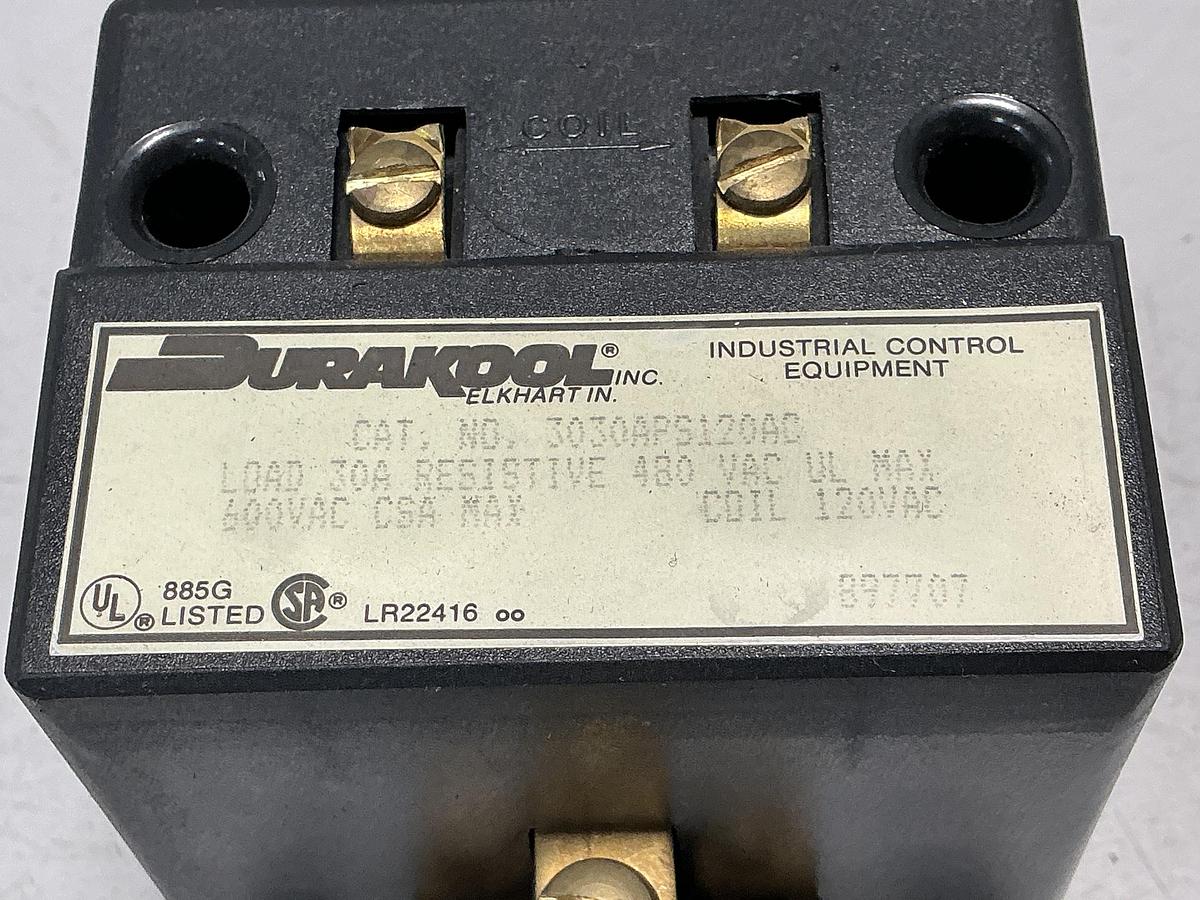 COIL
DURAKOOL® INC.
ELKHART IN.
INDUSTRIAL CONTROL
EQUIPMENT
CAT. NO. 3030APS120AC
LOAD 30A RESISTIVE 480 VAC UL MAX
600VAC CSA MAX COIL 120VAC
897707
UL® 885G
LISTED
SA® LR22416